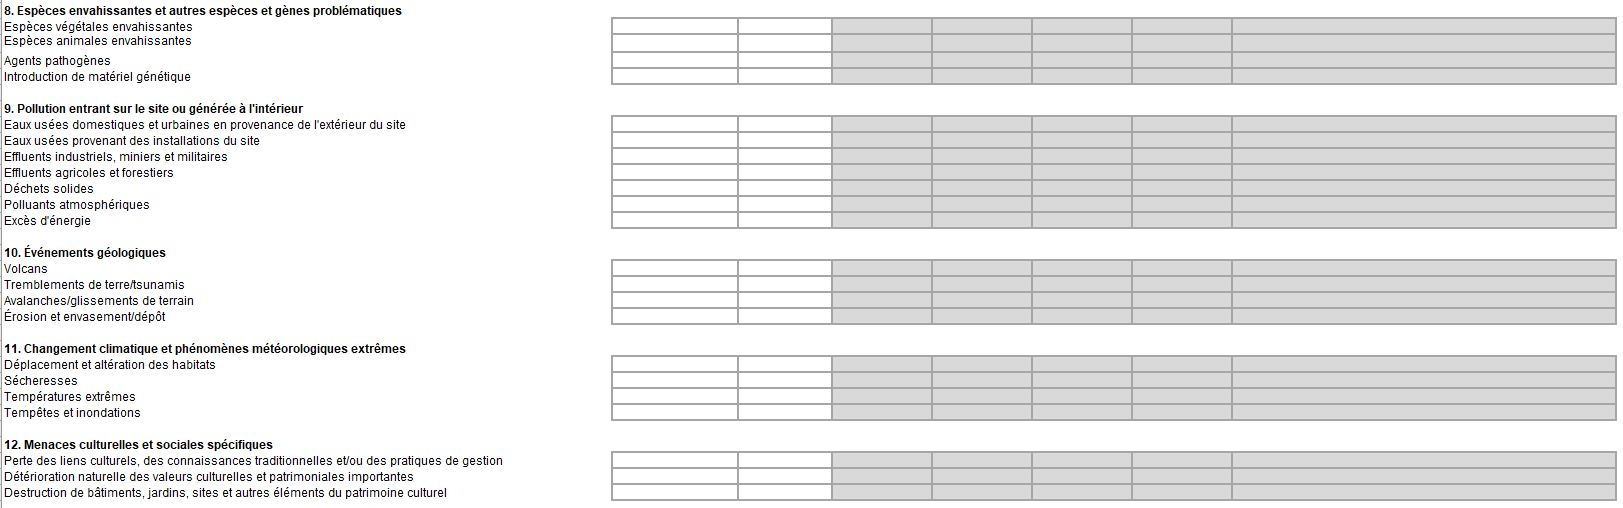 8. Espèces envahissantes et autres espèces et gènes problématiques
Espèces végétales envahissantes
Espèces animales envahissantes
Agents pathogènes
Introduction de matériel génétique
9. Pollution entrant sur le site ou générée à l'intérieur
Eaux usées domestiques et urbaines en provenance de l'extérieur du site
Eaux usées provenant des installations du site
Effluents industriels, miniers et militaires
Effluents agricoles et forestiers
Déchets solides
Polluants atmosphériques
Excès d'énergie
10. Événements géologiques
Volcans
Tremblements de terre/tsunamis
Avalanches/glissements de terrain
Érosion et envasement/dépôt
11. Changement climatique et phénomènes météorologiques extrêmes
Déplacement et altération des habitats
Sécheresses
Températures extrêmes
Tempêtes et inondations
12. Menaces culturelles et sociales spécifiques
Perte des liens culturels, des connaissances traditionnelles et/ou des pratiques de gestion
Détérioration naturelle des valeurs culturelles et patrimoniales importantes
Destruction de bâtiments, jardins, sites et autres éléments du patrimoine culturel